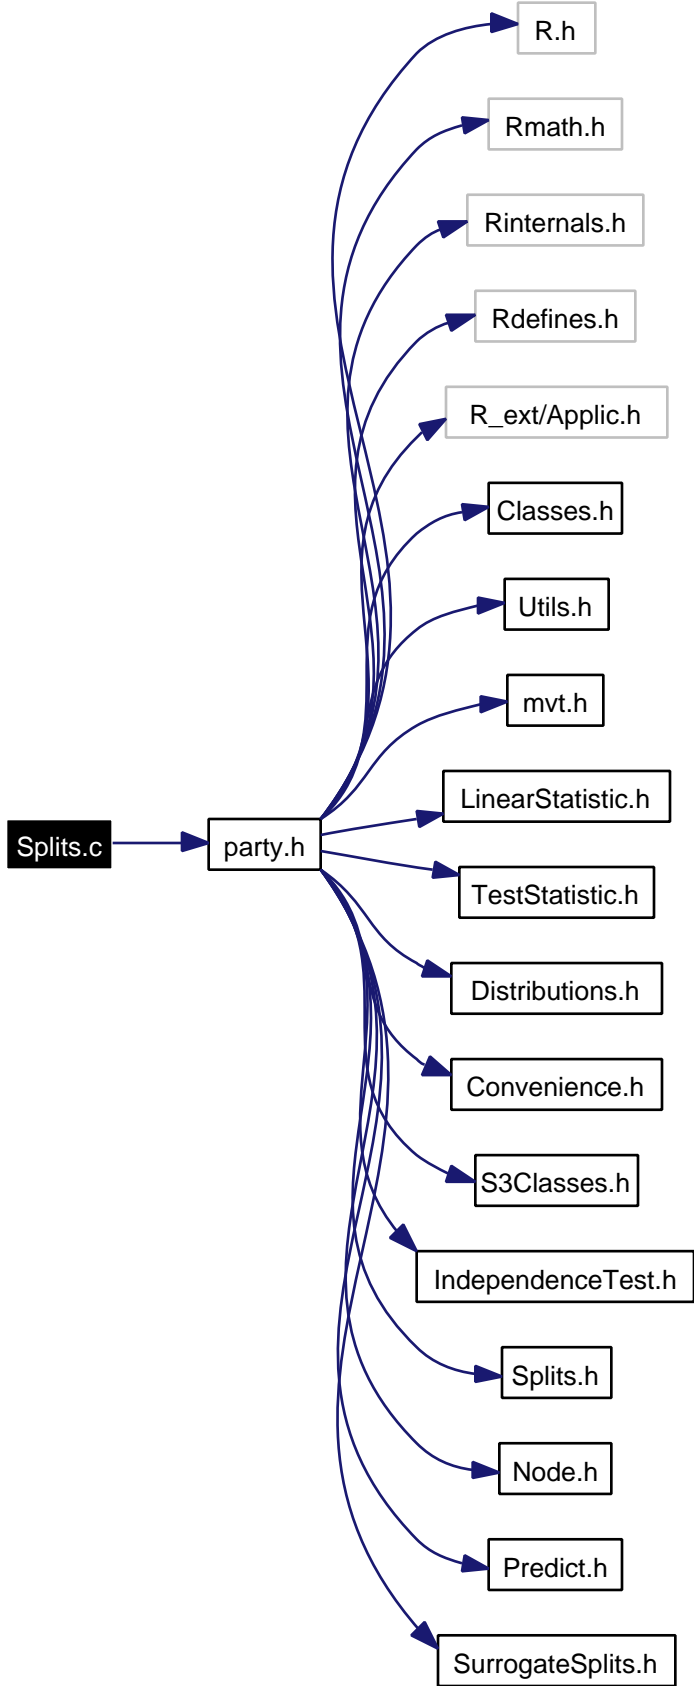 R.h
Rmath.h
Rinternals.h
Rdefines.h
R_ext/Applic.h
Classes.h
Utils.h
mvt.h
LinearStatistic.h
Splits.c
party.h
TestStatistic.h
Distributions.h
Convenience.h
S3Classes.h
IndependenceTest.h
Splits.h
Node.h
Predict.h
SurrogateSplits.h